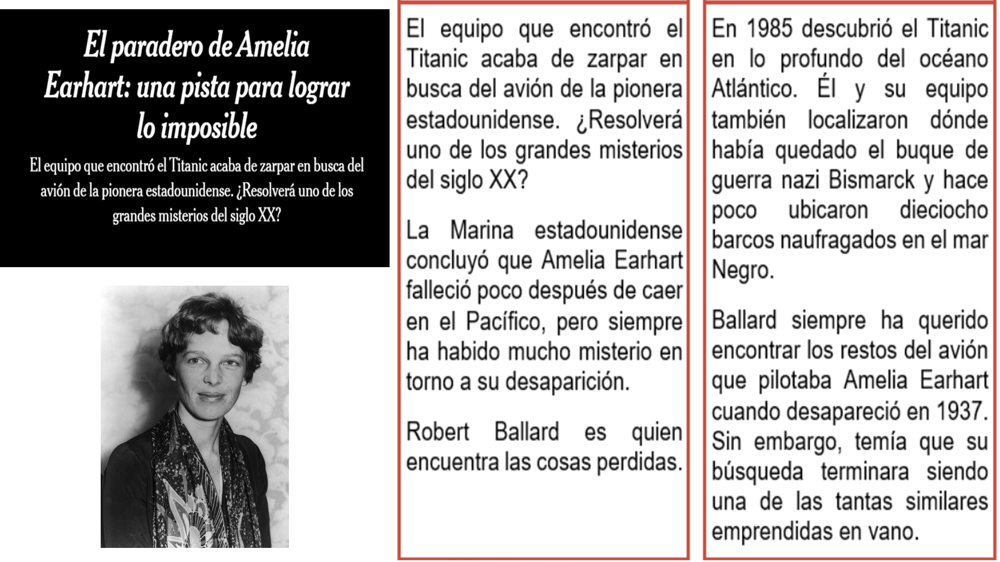 El paradero de Amelia
Earhart: una pista para lograr
lo imposible
El equipo que encontró el Titanic acaba de zarpar en busca del
avión de la pionera estadounidense. ¿Resolverá uno de los
grandes misterios del siglo XX?
El equipo que encontró el
Titanic acaba de zarpar en
busca del avión de la pionera
estadounidense. ¿Resolverá
uno de los grandes misterios
del siglo XX?
La Marina estadounidense
concluyó que Amelia Earhart
falleció poco después de caer
en el Pacífico, pero siempre
ha habido mucho misterio en
torno a su desaparición.
Robert Ballard es quien
encuentra las cosas perdidas.
En 1985 descubrió el Titanic
en lo profundo del océano
Atlántico. Él y su equipo
también localizaron dónde
había quedado el buque de
guerra nazi Bismarck y hace
poco ubicaron dieciocho
barcos naufragados en el mar
Negro.
Ballard siempre ha querido
encontrar los restos del avión
que pilotaba Amelia Earhart
cuando desapareció en 1937.
Sin embargo, temía que su
búsqueda terminara siendo
una de las tantas similares
emprendidas en vano.